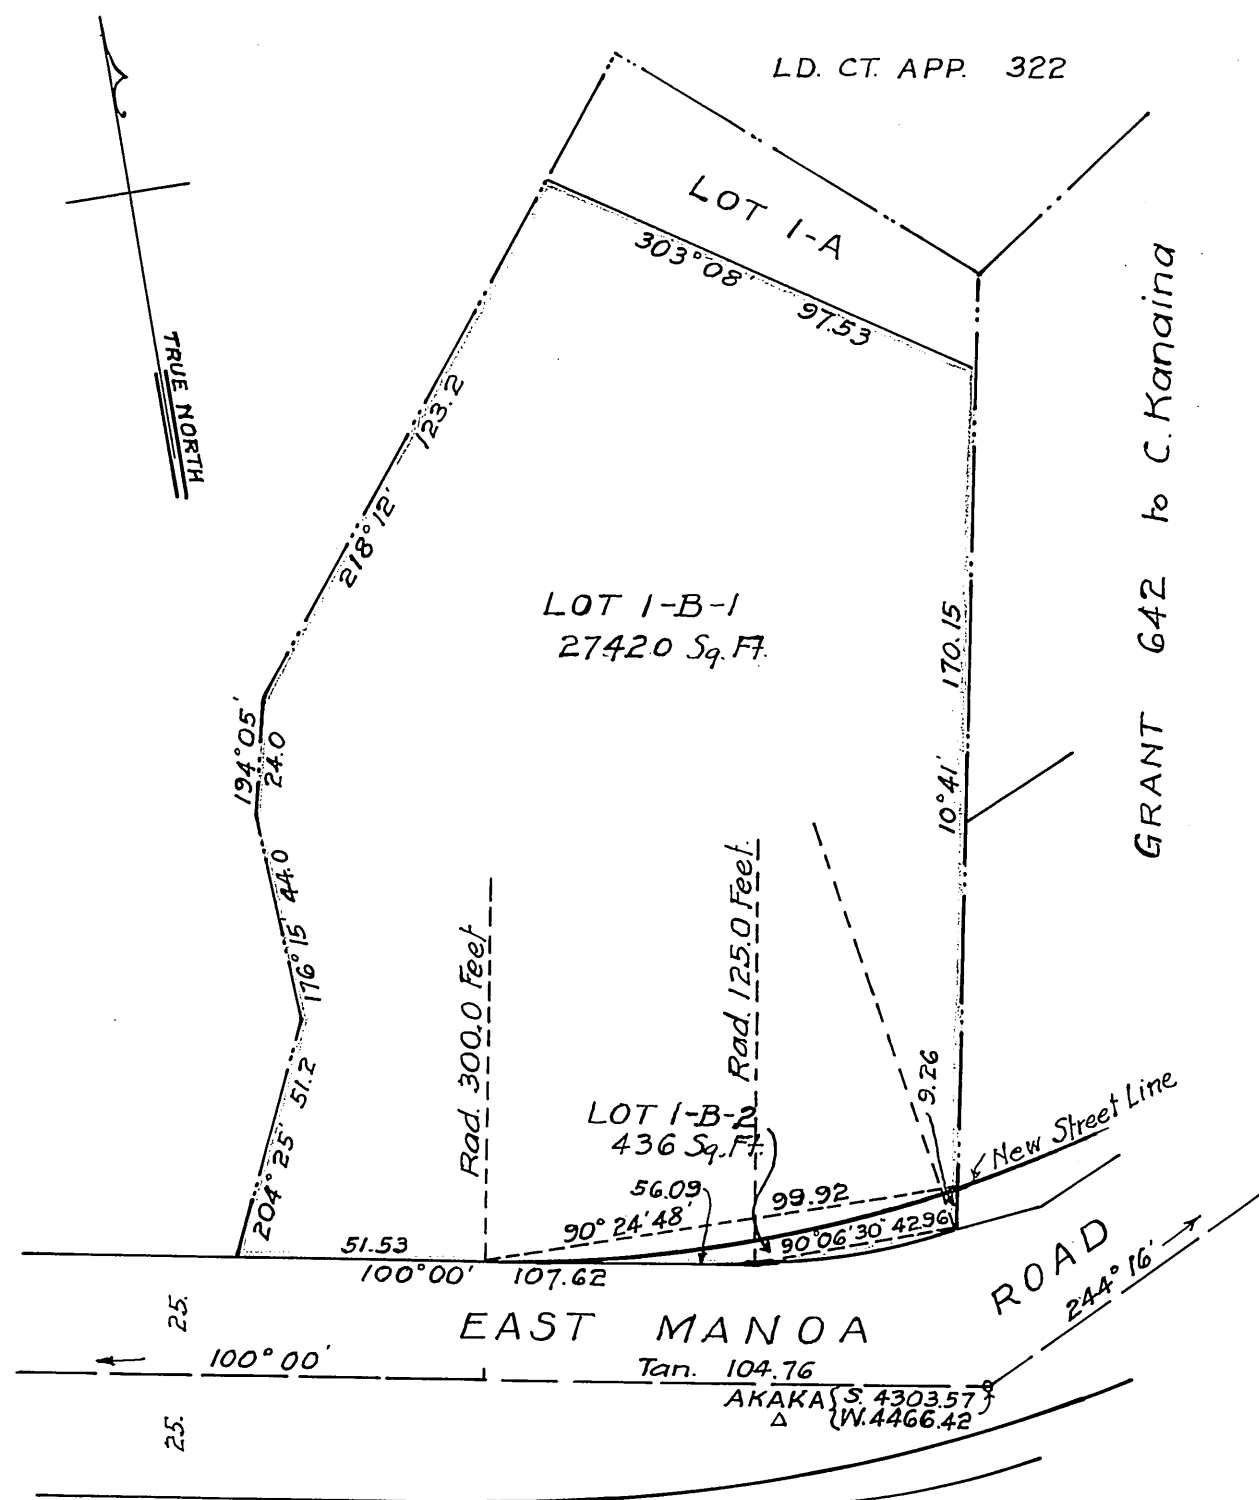 LD. CT. APP. 322
LOT 1-A
303°08'
97.53
TRUE NORTH
123.2
218°12'
GRANT 642 to C. Kanaina
LOT 1-B-1
27420 Sq. Ft.
170.15
10°41'
194°05'
24.0
176°15' 44.0
204°25' 51.2
Rad. 300.0 Feet
Rad. 125.0 Feet.
9.26
LOT 1-B-2
436 Sq. Ft.
New Street Line
56.09
99.92
90°24'48"
90°06'30" 42.96
51.53
100°00' 107.62
EAST MANOA ROAD
244°16'
25.
100°00'
Tan. 104.76
AKAKA { S. 4303.57
△ { W. 4466.42 }
25.